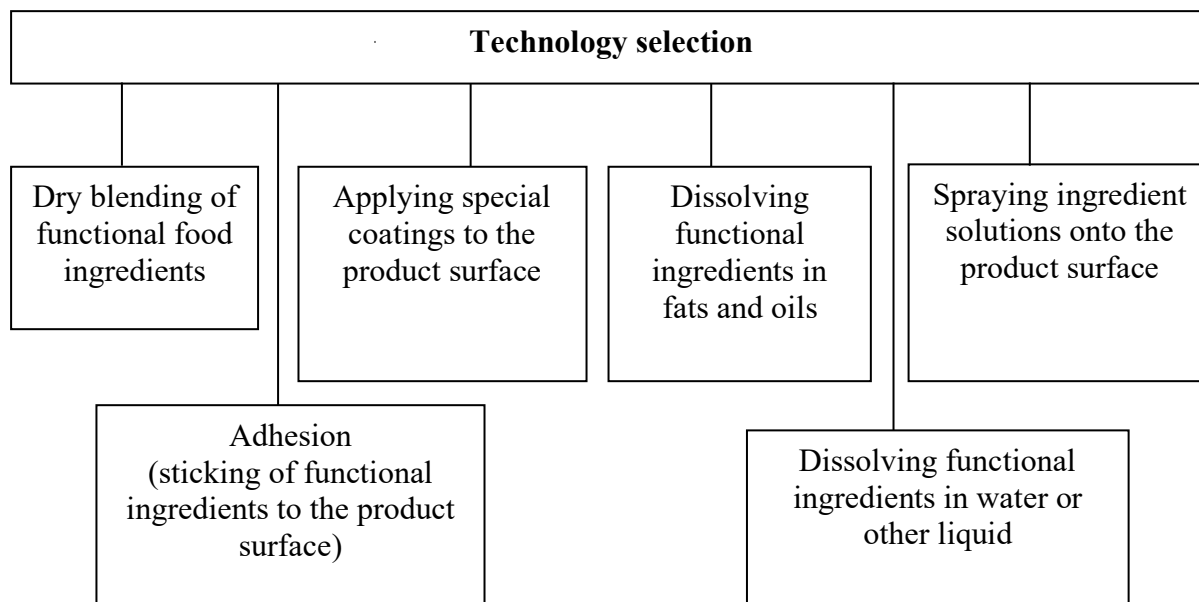 Technology selection
Dry blending of
functional food
ingredients
Applying special
coatings to the
product surface
Dissolving
functional
ingredients in
fats and oils
Spraying ingredient
solutions onto the
product surface
Adhesion
(sticking of functional
ingredients to the product
surface)
Dissolving functional
ingredients in water or
other liquid